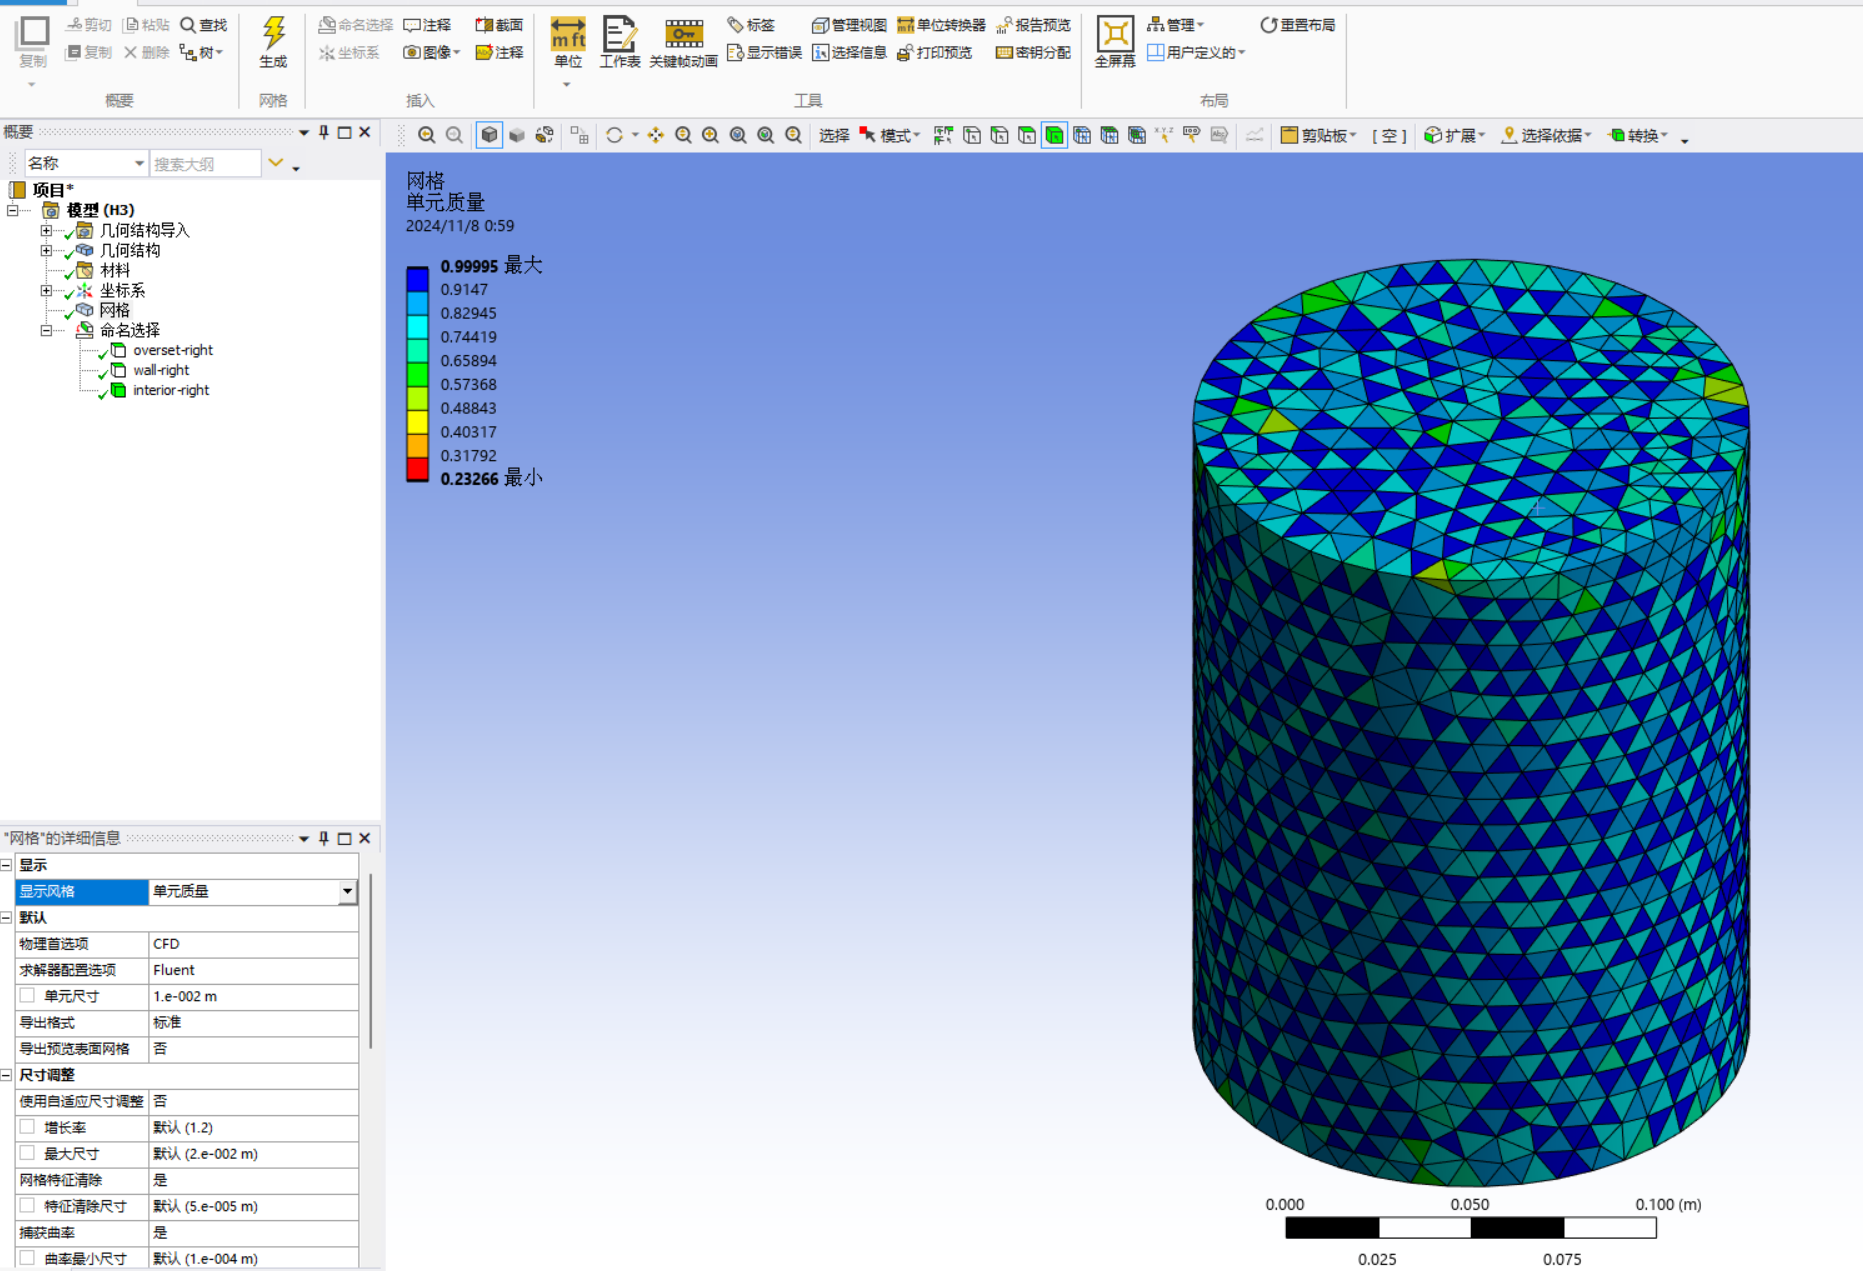 剪切 粘贴 查找
复制 复制 删除 树
概要
生成
网格
命名选择 注释 截面
坐标系 图像 注释
插入
单位 工作表 关键帧动画
标签 管理视图 单位转换器 报告预览
显示错误 选择信息 打印预览 密钥分配
工具
全屏幕
管理 重置布局
用户定义的
布局
概要
名称 搜索大纲
项目*
模型 (H3)
几何结构导入
几何结构
材料
坐标系
网格
命名选择
overset-right
wall-right
interior-right
选择 模式 剪贴板 [ 空 ] 扩展 选择依据 转换
网格
单元质量
2024/11/8 0:59
0.99995 最大
0.9147
0.82945
0.74419
0.65894
0.57368
0.48843
0.40317
0.31792
0.23266 最小
"网格"的详细信息
显示
显示风格 单元质量
默认
物理首选项 CFD
求解器配置选项 Fluent
单元尺寸 1.e-002 m
导出格式 标准
导出预览表面网格 否
尺寸调整
使用自适应尺寸调整 否
增长率 默认 (1.2)
最大尺寸 默认 (2.e-002 m)
网格特征清除 是
特征清除尺寸 默认 (5.e-005 m)
捕获曲率 是
曲率最小尺寸 默认 (1.e-004 m)
0.000 0.050 0.100 (m)
0.025 0.075